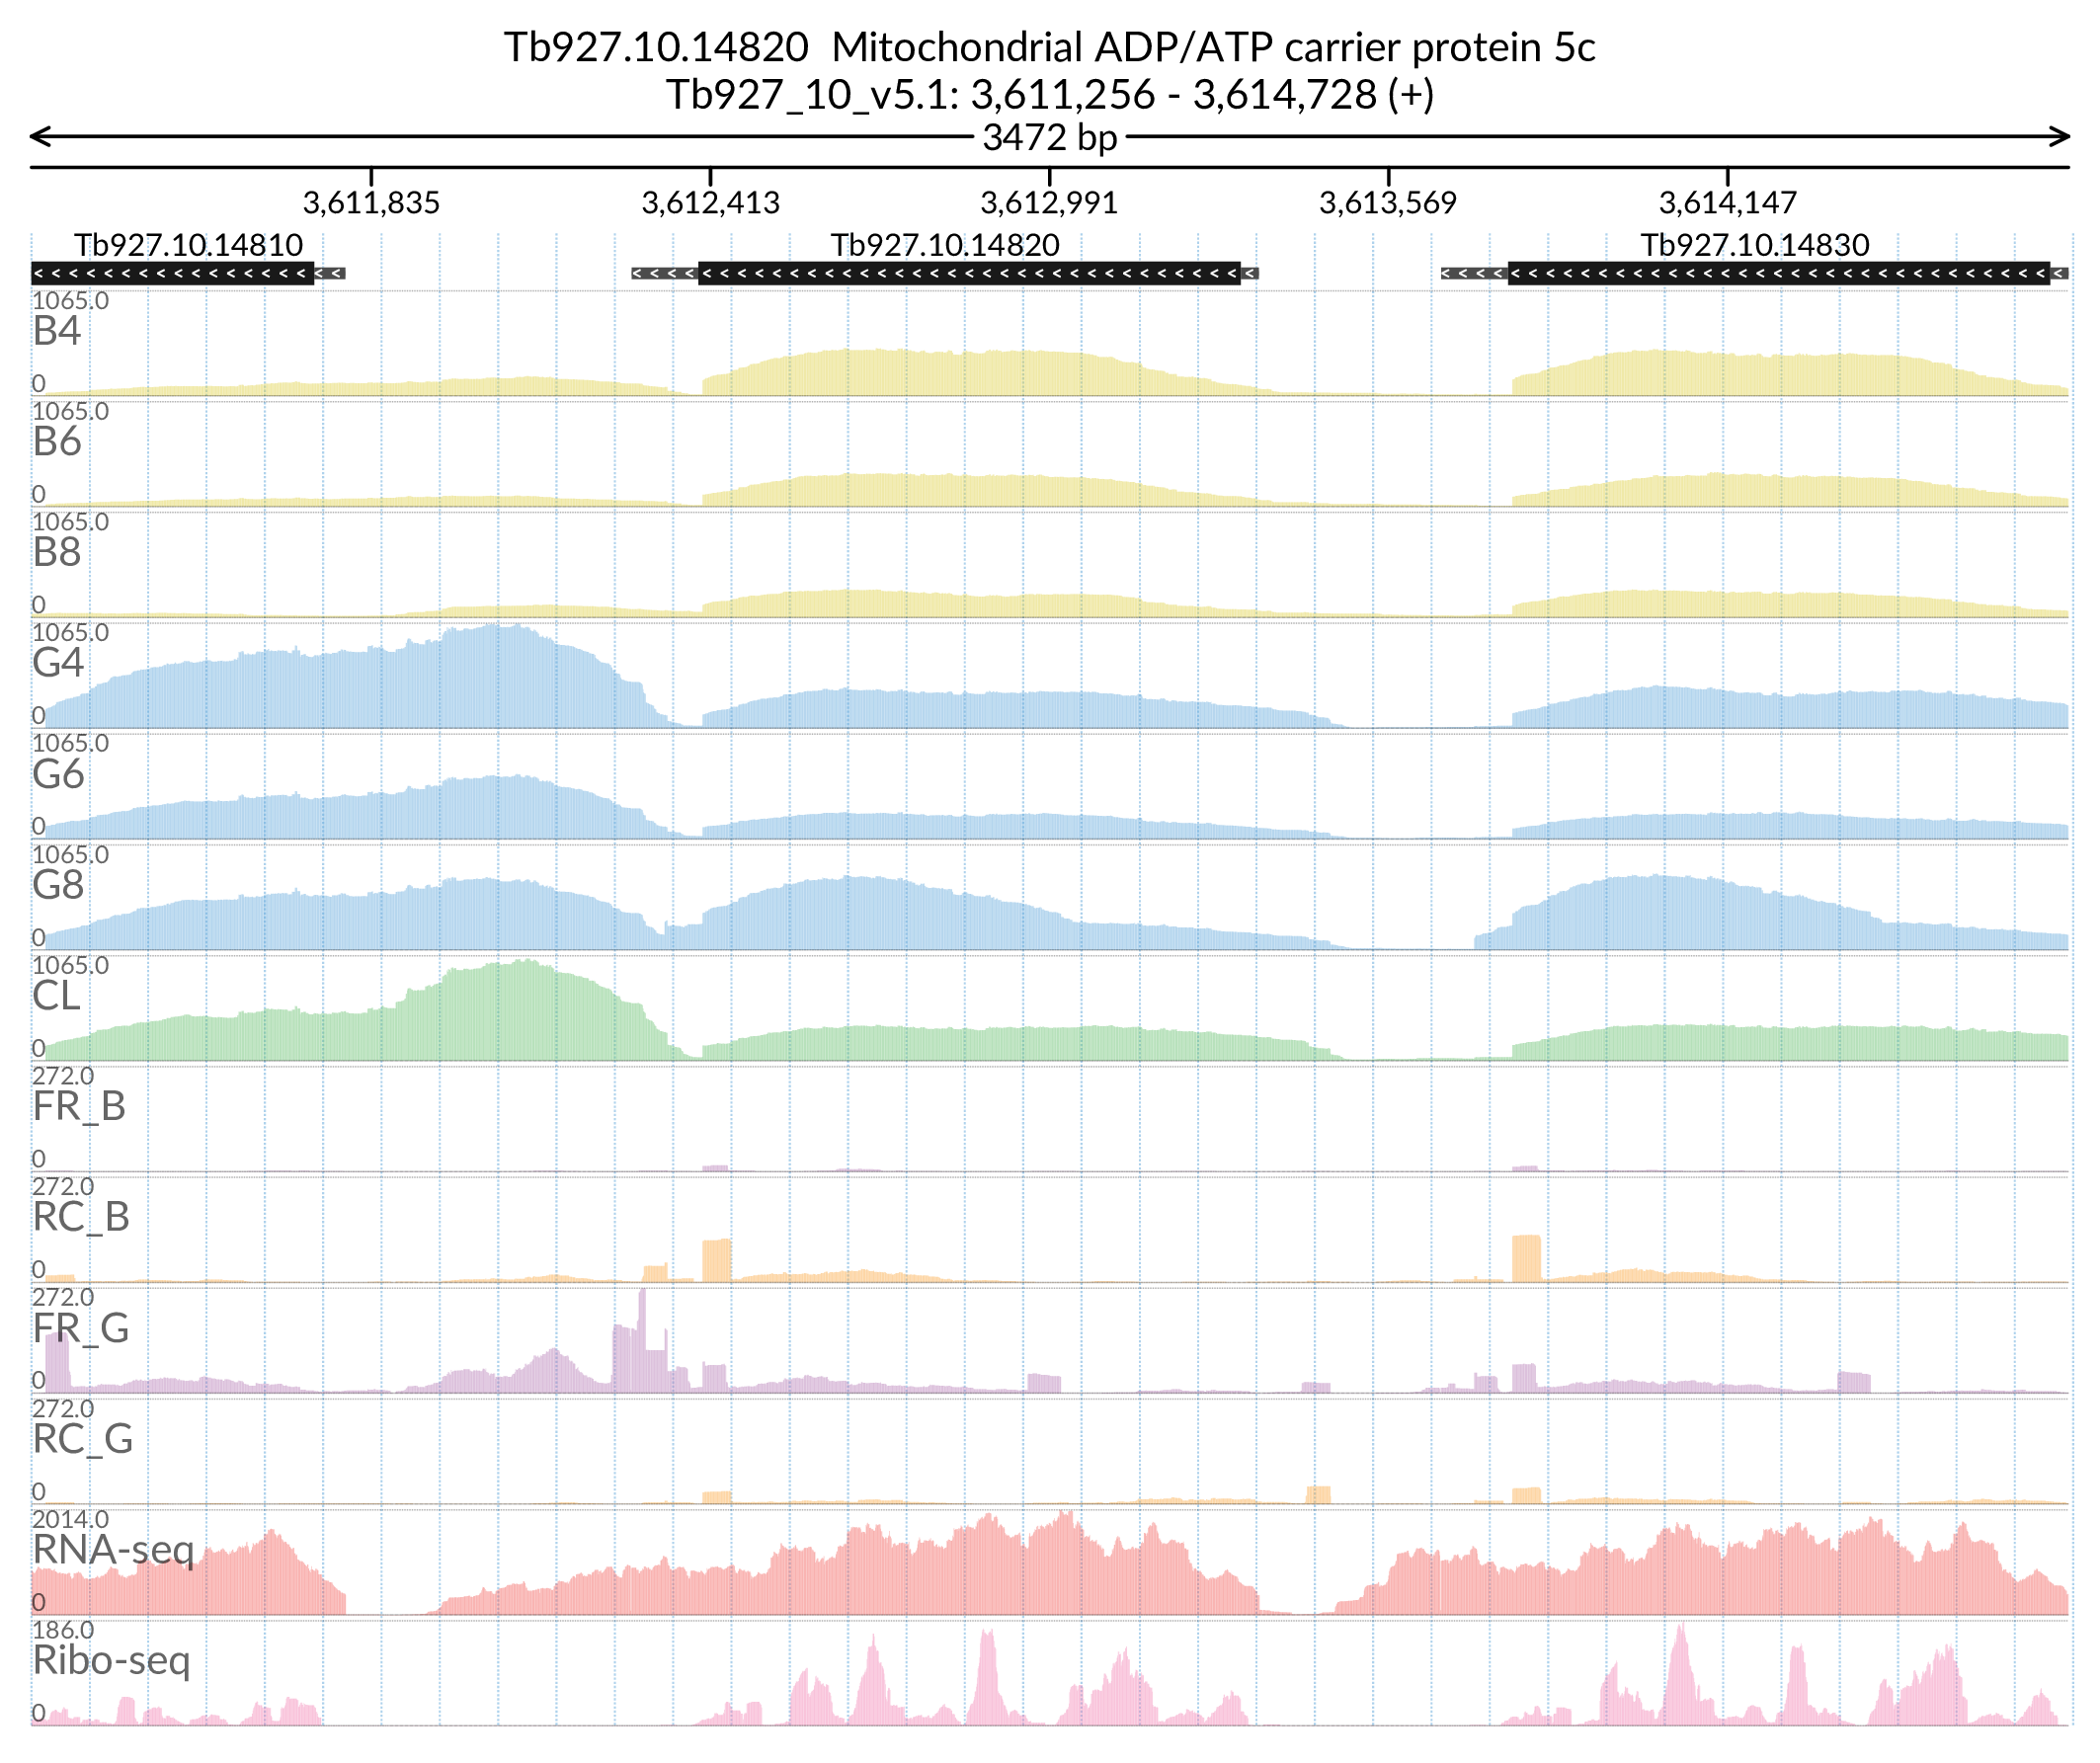 Tb927.10.14820  Mitochondrial ADP/ATP carrier protein 5c
Tb927_10_v5.1: 3,611,256 - 3,614,728 (+)
3472 bp
3,611,835 3,612,413 3,612,991 3,613,569 3,614,147
Tb927.10.14810 Tb927.10.14820 Tb927.10.14830
1065.0
B4
0
1065.0
B6
0
1065.0
B8
0
1065.0
G4
0
1065.0
G6
0
1065.0
G8
0
1065.0
CL
0
272.0
FR_B
0
272.0
RC_B
0
272.0
FR_G
0
272.0
RC_G
0
2014.0
RNA-seq
0
186.0
Ribo-seq
0